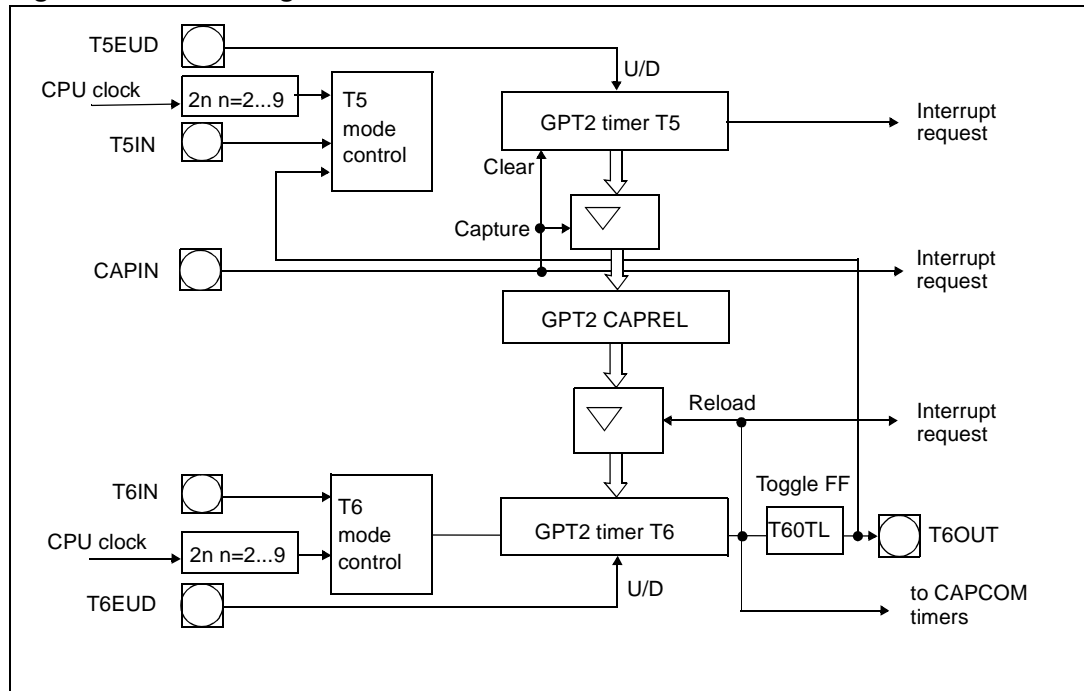 T5EUD
U/D
CPU clock
2n n=2...9
T5
mode
control
GPT2 timer T5
Interrupt
request
T5IN
Clear
Capture
CAPIN
Interrupt
request
GPT2 CAPREL
Reload
Interrupt
request
T6IN
Toggle FF
T6
mode
control
GPT2 timer T6
T60TL
T6OUT
CPU clock
2n n=2...9
U/D
T6EUD
to CAPCOM
timers